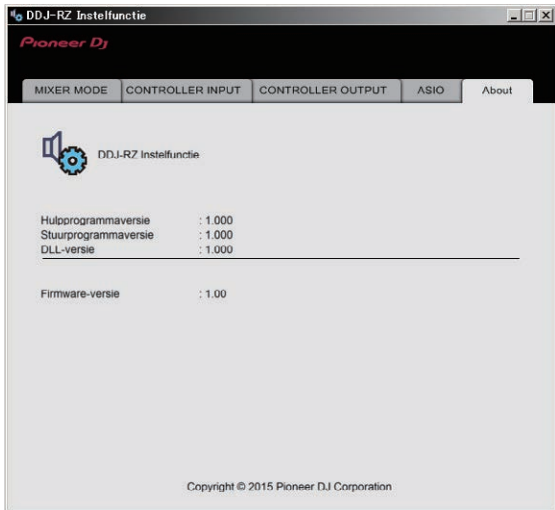 DDJ-RZ Instelfunctie
Pioneer Dj
MIXER MODE CONTROLLER INPUT CONTROLLER OUTPUT ASIO About
DDJ-RZ Instelfunctie
Hulpprogrammaversie : 1.000
Stuurprogrammaversie : 1.000
DLL-versie : 1.000
Firmware-versie : 1.00
Copyright © 2015 Pioneer DJ Corporation